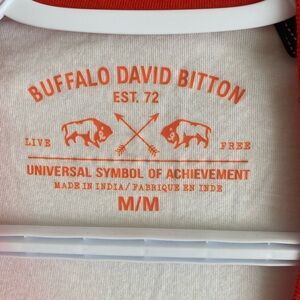 BUFFALO DAVID BITTON
EST. 72
LIVE FREE
UNIVERSAL SYMBOL OF ACHIEVEMENT
MADE IN INDIA/FABRIQUE EN INDE
M/M